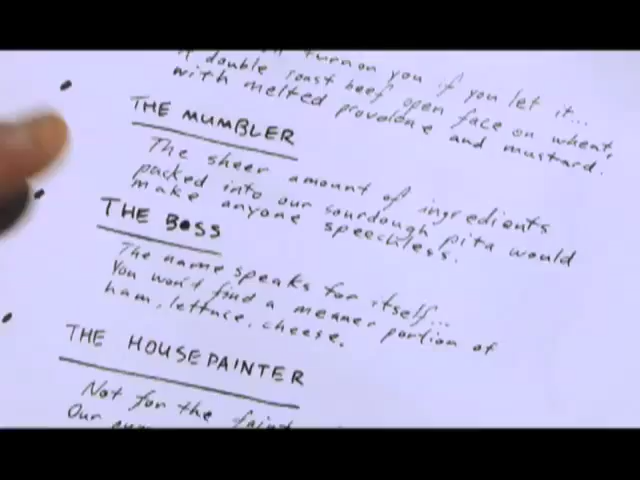 turn on you if you let it...
A double roast beef open face on wheat,
with melted provolone and mustard.
THE MUMBLER
The sheer amount of ingredients
packed into our sourdough pita would
make anyone speechless.
THE BOSS
The name speaks for itself...
You won't find a meaner portion of
ham, lettuce, cheese.
THE HOUSEPAINTER
Not for the faint
Our